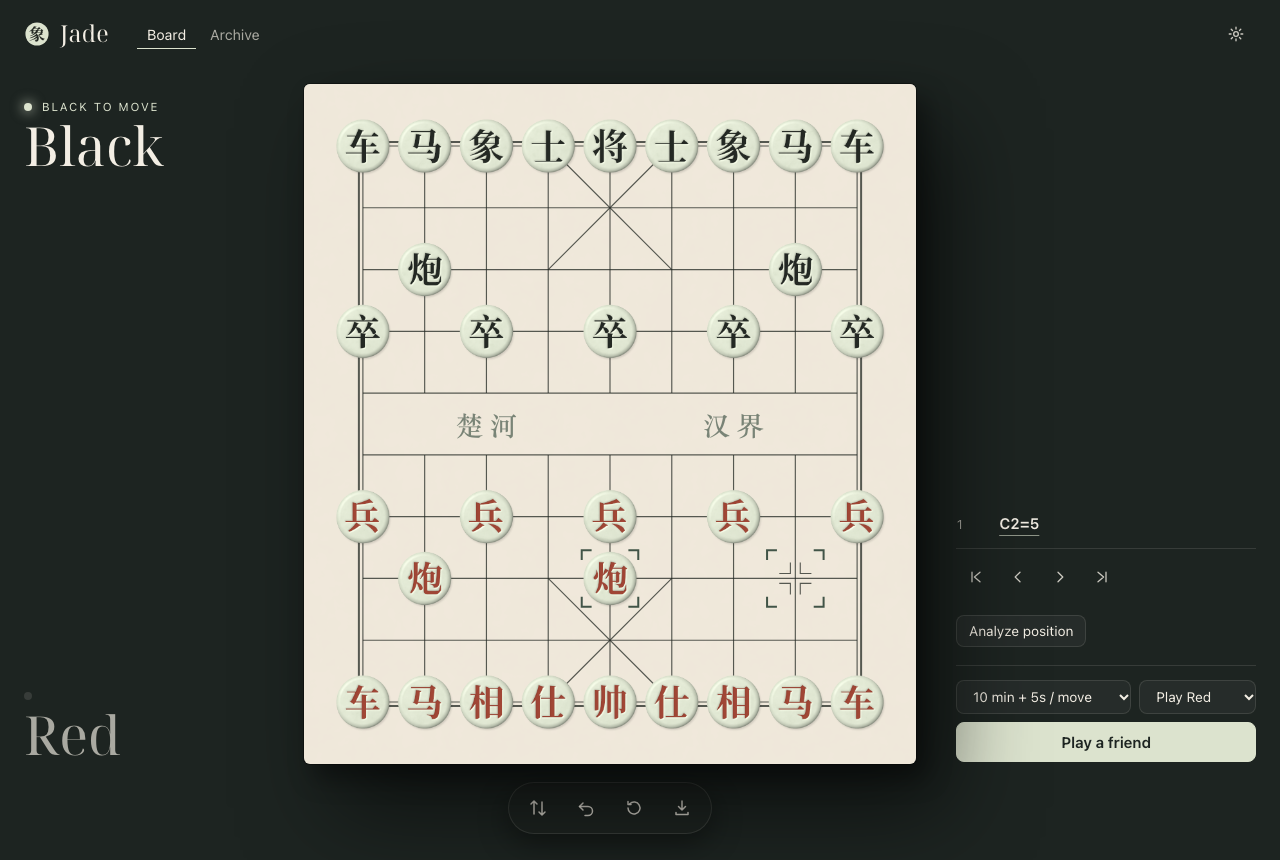 象 Jade Board Archive
BLACK TO MOVE
Black
车 马 象 士 将 士 象 马 车
炮 炮
卒 卒 卒 卒 卒
楚河 汉界
兵 兵 兵 兵 兵
1 C2=5
炮 炮
Analyze position
车 马 相 仕 帅 仕 相 马 车
10 min + 5s / move Play Red
Red
Play a friend